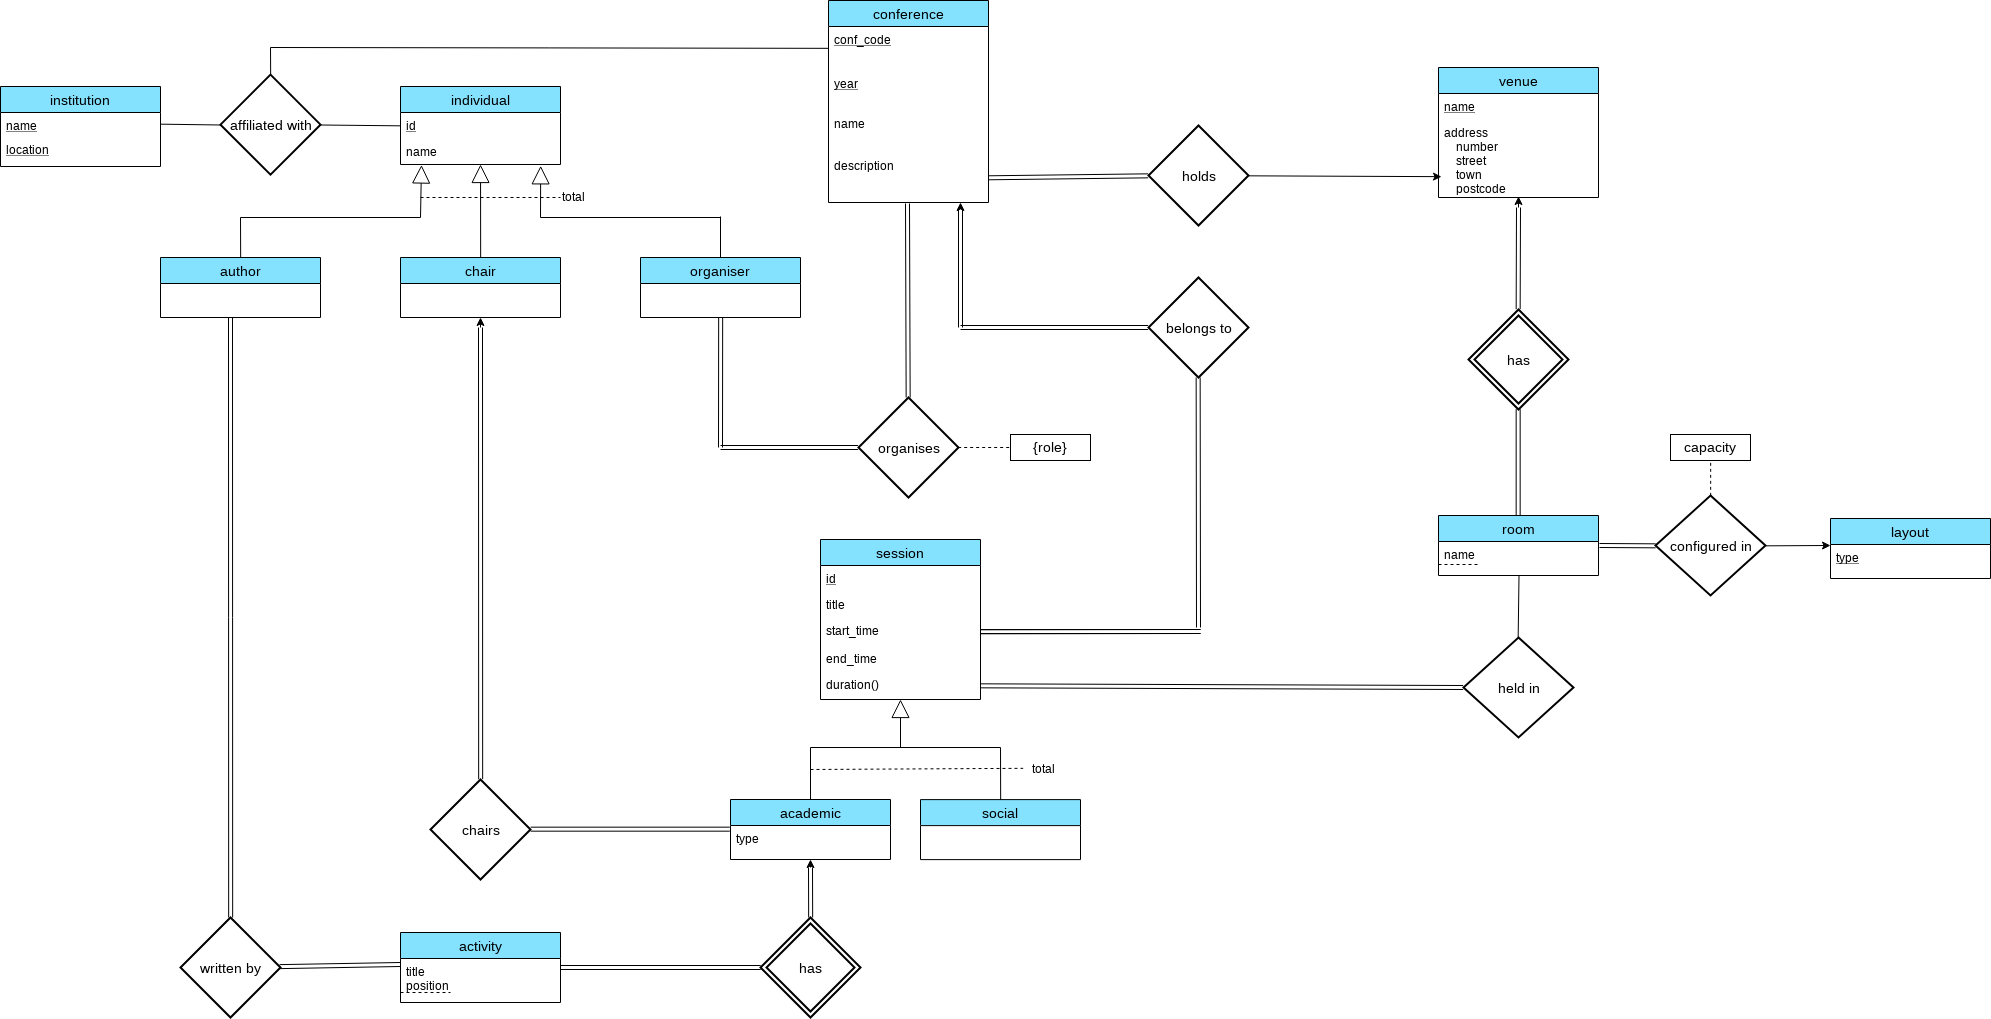 conference
conf_code
year
name
description
institution
name
location
affiliated with
individual
id
name
total
holds
venue
name
address
number
street
town
postcode
author
chair
organiser
belongs to
has
organises
{role}
capacity
session
id
title
start_time
end_time
duration()
room
name
configured in
layout
type
held in
total
chairs
academic
type
social
written by
activity
title
position
has